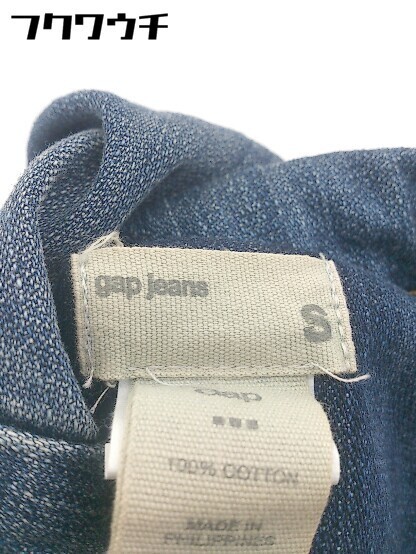 フクワウチ
gap jeans
S
Gap
100% COTTON
MADE IN
PHILIPPINES